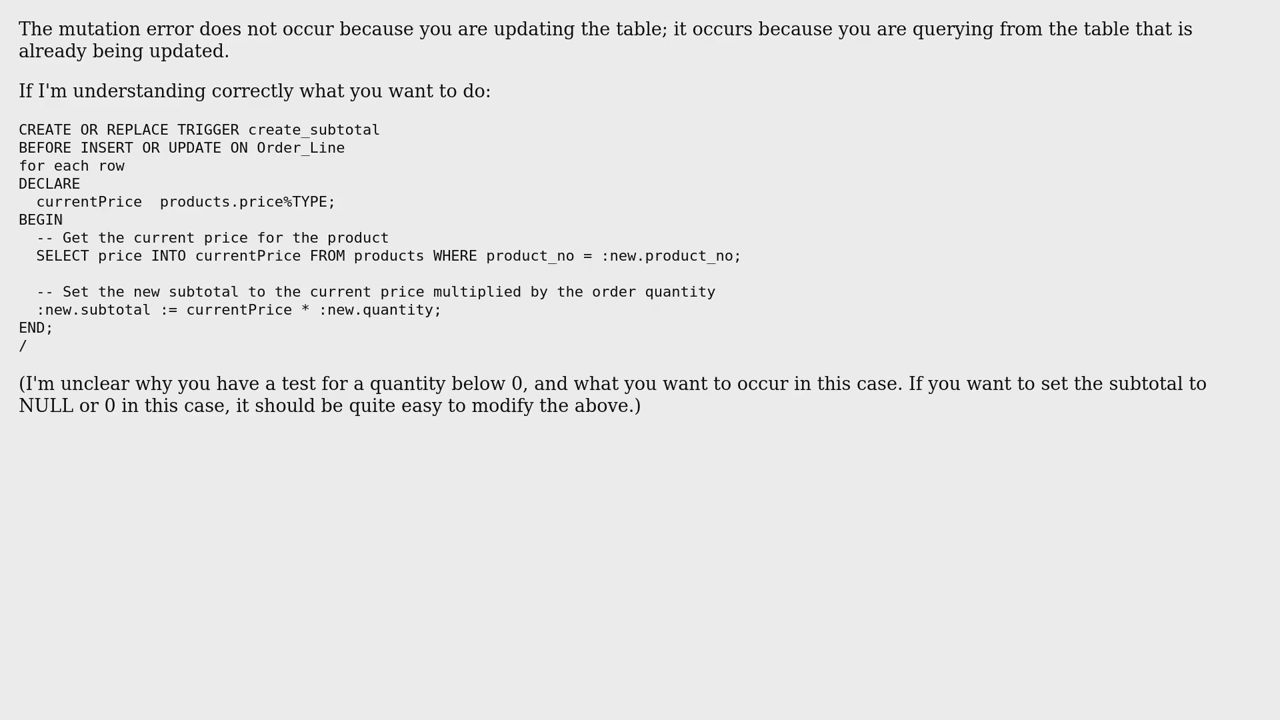 The mutation error does not occur because you are updating the table; it occurs because you are querying from the table that is
already being updated.
If I'm understanding correctly what you want to do:
CREATE OR REPLACE TRIGGER create_subtotal
BEFORE INSERT OR UPDATE ON Order_Line
for each row
DECLARE
  currentPrice  products.price%TYPE;
BEGIN
  -- Get the current price for the product
  SELECT price INTO currentPrice FROM products WHERE product_no = :new.product_no;
  -- Set the new subtotal to the current price multiplied by the order quantity
  :new.subtotal := currentPrice * :new.quantity;
END;
/
(I'm unclear why you have a test for a quantity below 0, and what you want to occur in this case. If you want to set the subtotal to
NULL or 0 in this case, it should be quite easy to modify the above.)